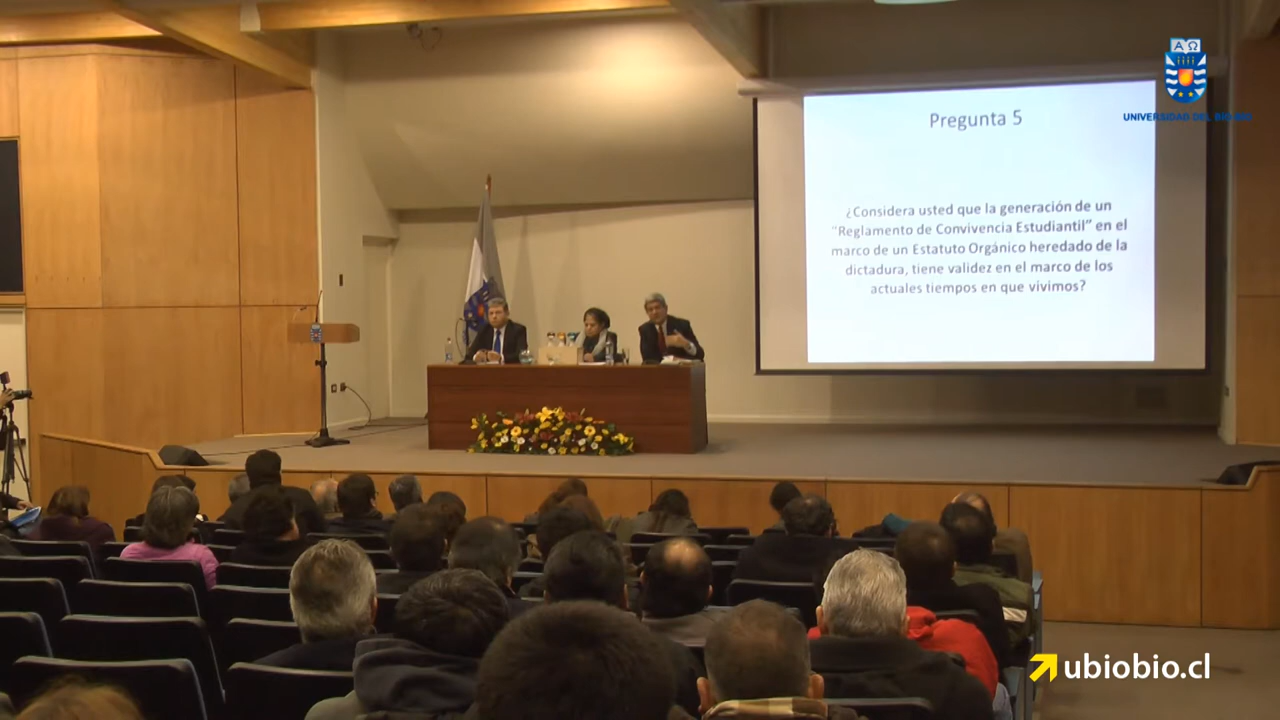 ΑΩ
UNIVERSIDAD DEL BÍO-BÍO
Pregunta 5
¿Considera usted que la generación de un
"Reglamento de Convivencia Estudiantil" en el
marco de un Estatuto Orgánico heredado de la
dictadura, tiene validez en el marco de los
actuales tiempos en que vivimos?
ubiobio.cl